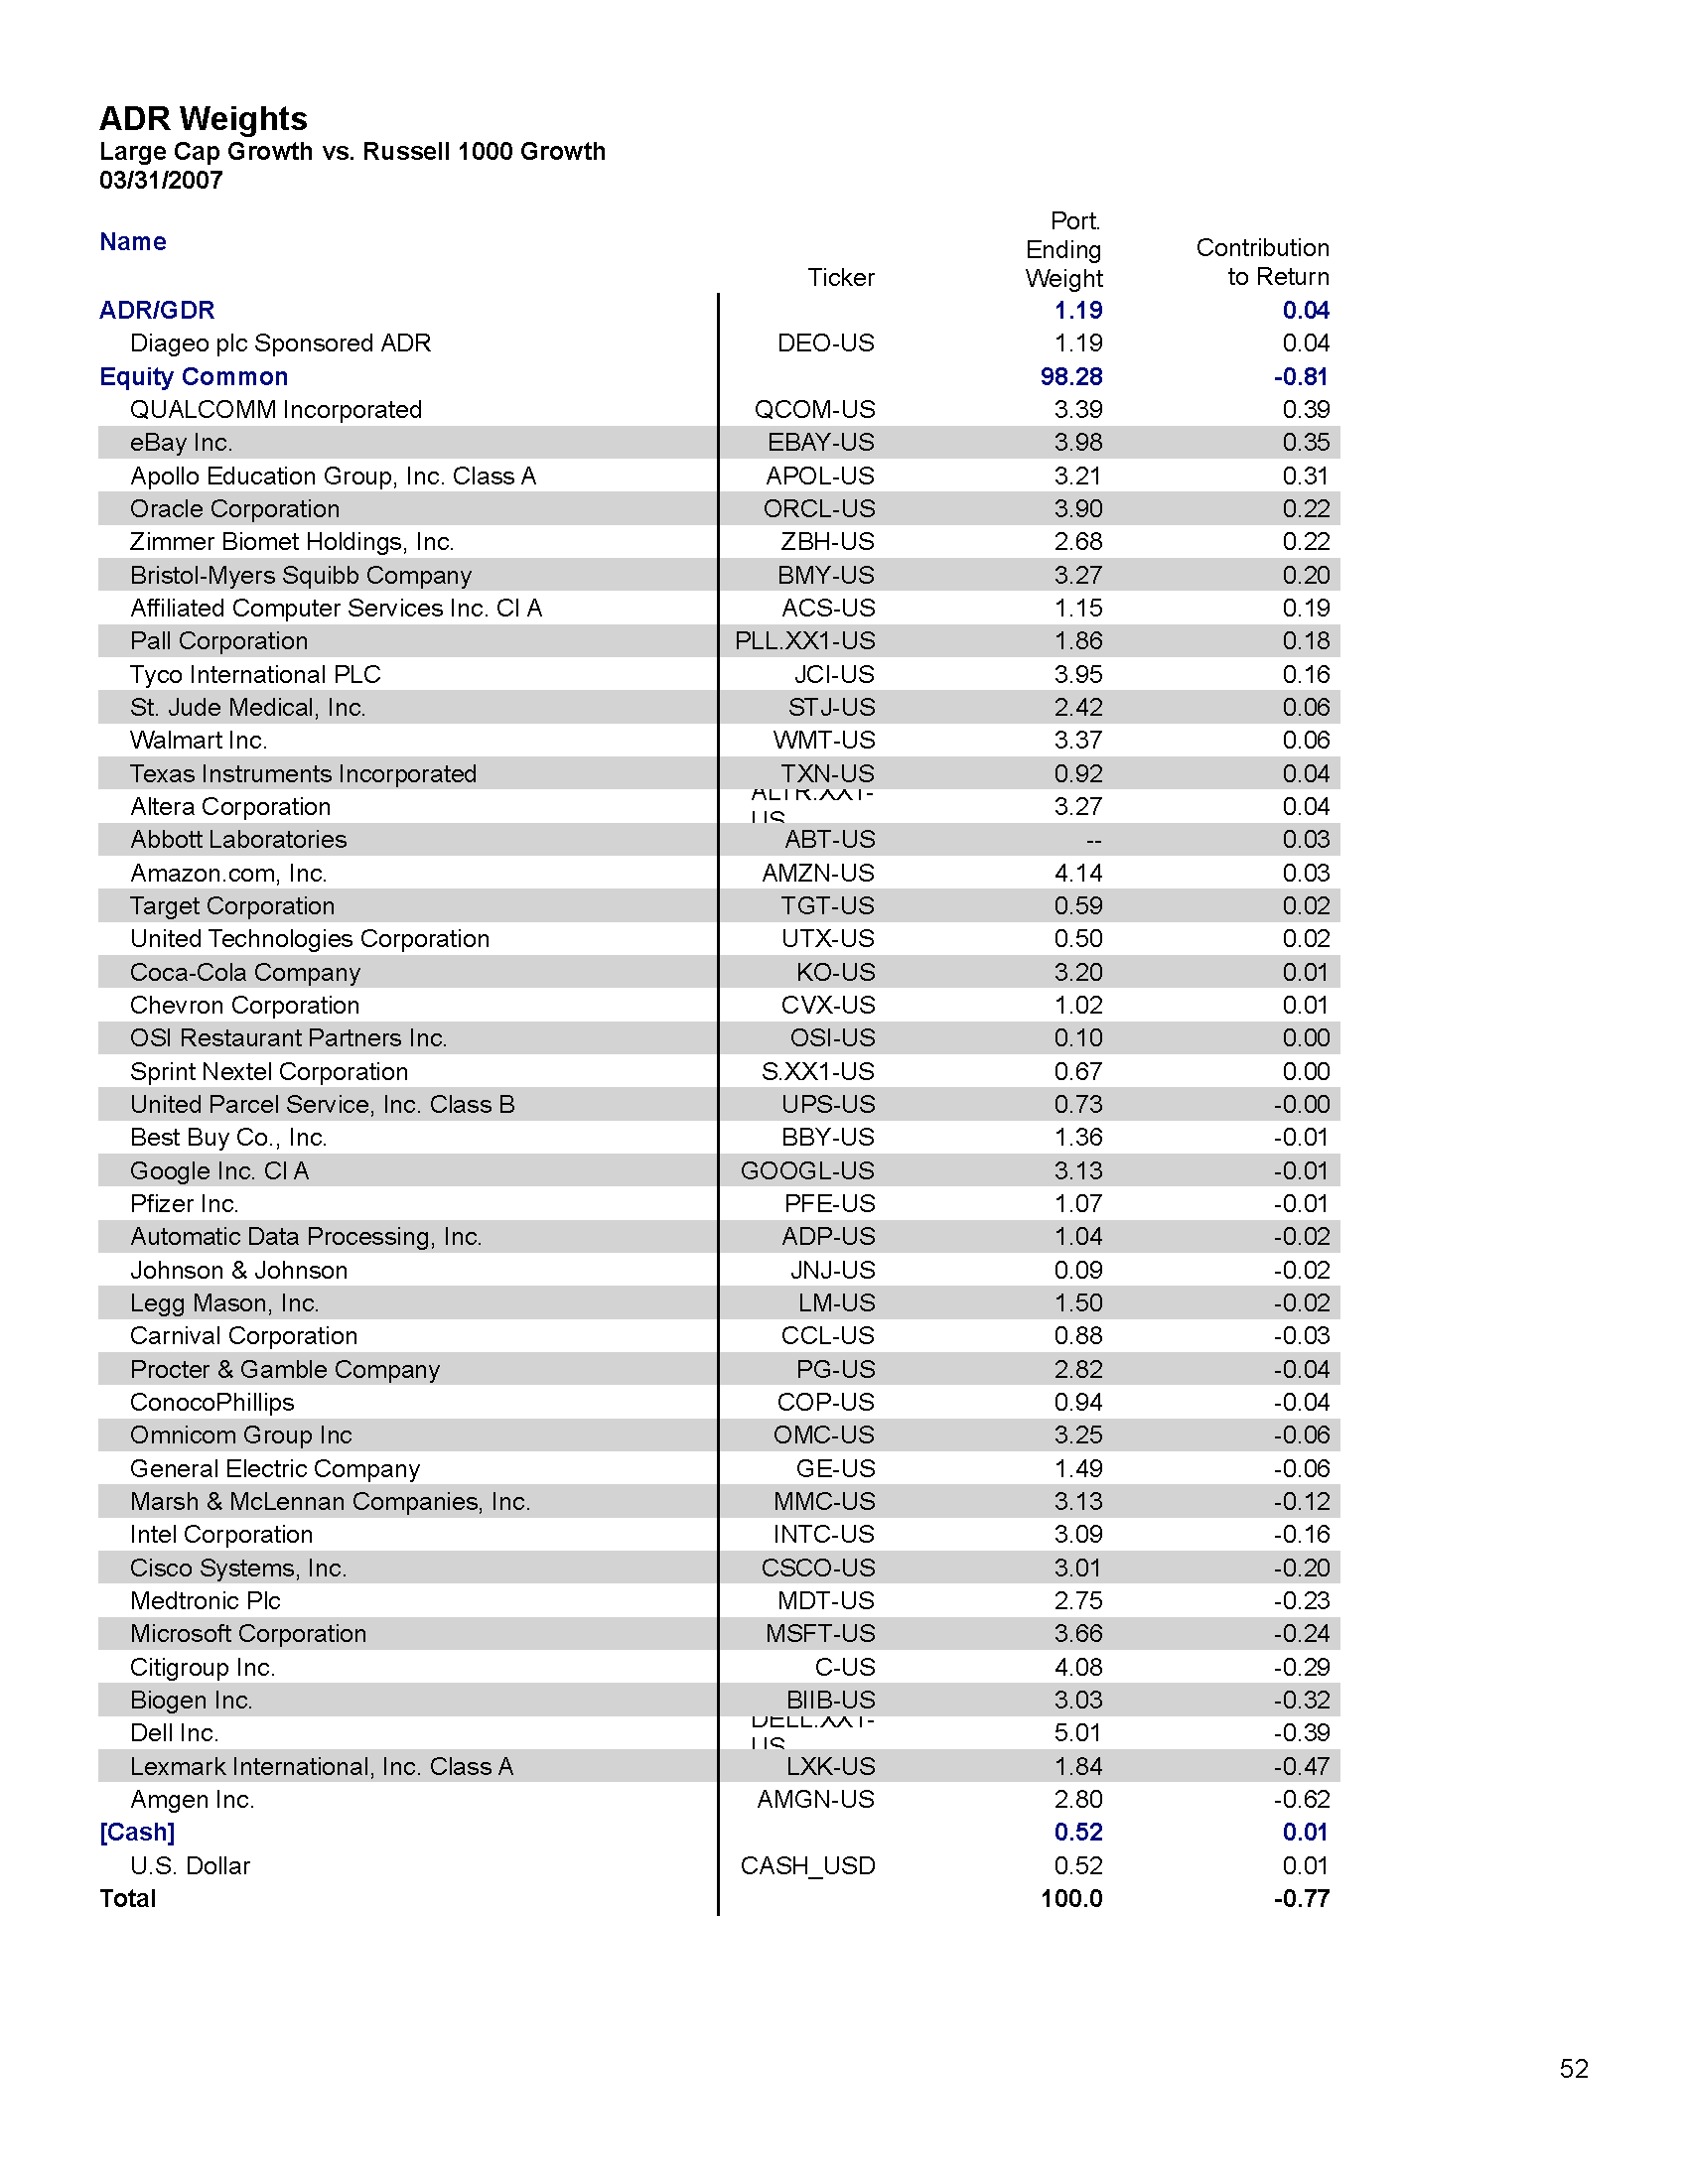 ADR Weights
Large Cap Growth vs. Russell 1000 Growth
03/31/2007
Name Ticker Port. Ending Weight Contribution to Return
ADR/GDR 1.19 0.04
Diageo plc Sponsored ADR DEO-US 1.19 0.04
Equity Common 98.28 -0.81
QUALCOMM Incorporated QCOM-US 3.39 0.39
eBay Inc. EBAY-US 3.98 0.35
Apollo Education Group, Inc. Class A APOL-US 3.21 0.31
Oracle Corporation ORCL-US 3.90 0.22
Zimmer Biomet Holdings, Inc. ZBH-US 2.68 0.22
Bristol-Myers Squibb Company BMY-US 3.27 0.20
Affiliated Computer Services Inc. Cl A ACS-US 1.15 0.19
Pall Corporation PLL.XX1-US 1.86 0.18
Tyco International PLC JCI-US 3.95 0.16
St. Jude Medical, Inc. STJ-US 2.42 0.06
Walmart Inc. WMT-US 3.37 0.06
Texas Instruments Incorporated TXN-US 0.92 0.04
Altera Corporation ALTR.XX1-US 3.27 0.04
Abbott Laboratories ABT-US -- 0.03
Amazon.com, Inc. AMZN-US 4.14 0.03
Target Corporation TGT-US 0.59 0.02
United Technologies Corporation UTX-US 0.50 0.02
Coca-Cola Company KO-US 3.20 0.01
Chevron Corporation CVX-US 1.02 0.01
OSI Restaurant Partners Inc. OSI-US 0.10 0.00
Sprint Nextel Corporation S.XX1-US 0.67 0.00
United Parcel Service, Inc. Class B UPS-US 0.73 -0.00
Best Buy Co., Inc. BBY-US 1.36 -0.01
Google Inc. Cl A GOOGL-US 3.13 -0.01
Pfizer Inc. PFE-US 1.07 -0.01
Automatic Data Processing, Inc. ADP-US 1.04 -0.02
Johnson & Johnson JNJ-US 0.09 -0.02
Legg Mason, Inc. LM-US 1.50 -0.02
Carnival Corporation CCL-US 0.88 -0.03
Procter & Gamble Company PG-US 2.82 -0.04
ConocoPhillips COP-US 0.94 -0.04
Omnicom Group Inc OMC-US 3.25 -0.06
General Electric Company GE-US 1.49 -0.06
Marsh & McLennan Companies, Inc. MMC-US 3.13 -0.12
Intel Corporation INTC-US 3.09 -0.16
Cisco Systems, Inc. CSCO-US 3.01 -0.20
Medtronic Plc MDT-US 2.75 -0.23
Microsoft Corporation MSFT-US 3.66 -0.24
Citigroup Inc. C-US 4.08 -0.29
Biogen Inc. BIIB-US 3.03 -0.32
Dell Inc. DELL.XX1-US 5.01 -0.39
Lexmark International, Inc. Class A LXK-US 1.84 -0.47
Amgen Inc. AMGN-US 2.80 -0.62
[Cash] 0.52 0.01
U.S. Dollar CASH_USD 0.52 0.01
Total 100.0 -0.77
52